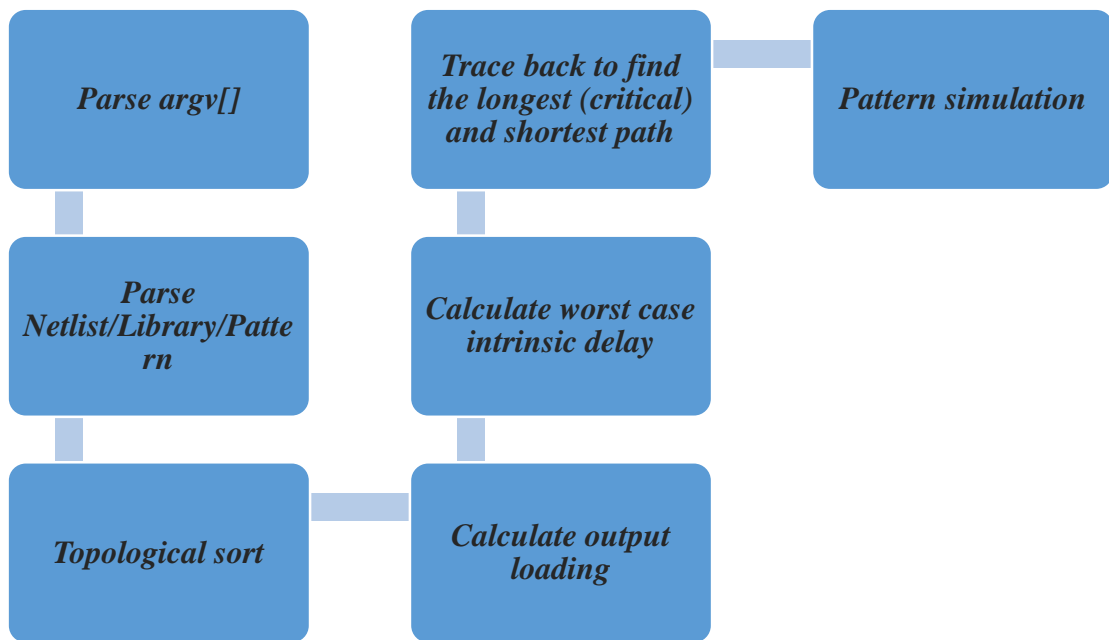 Parse argv[]
Parse
Netlist/Library/Patte
rn
Topological sort
Calculate output
loading
Calculate worst case
intrinsic delay
Trace back to find
the longest (critical)
and shortest path
Pattern simulation